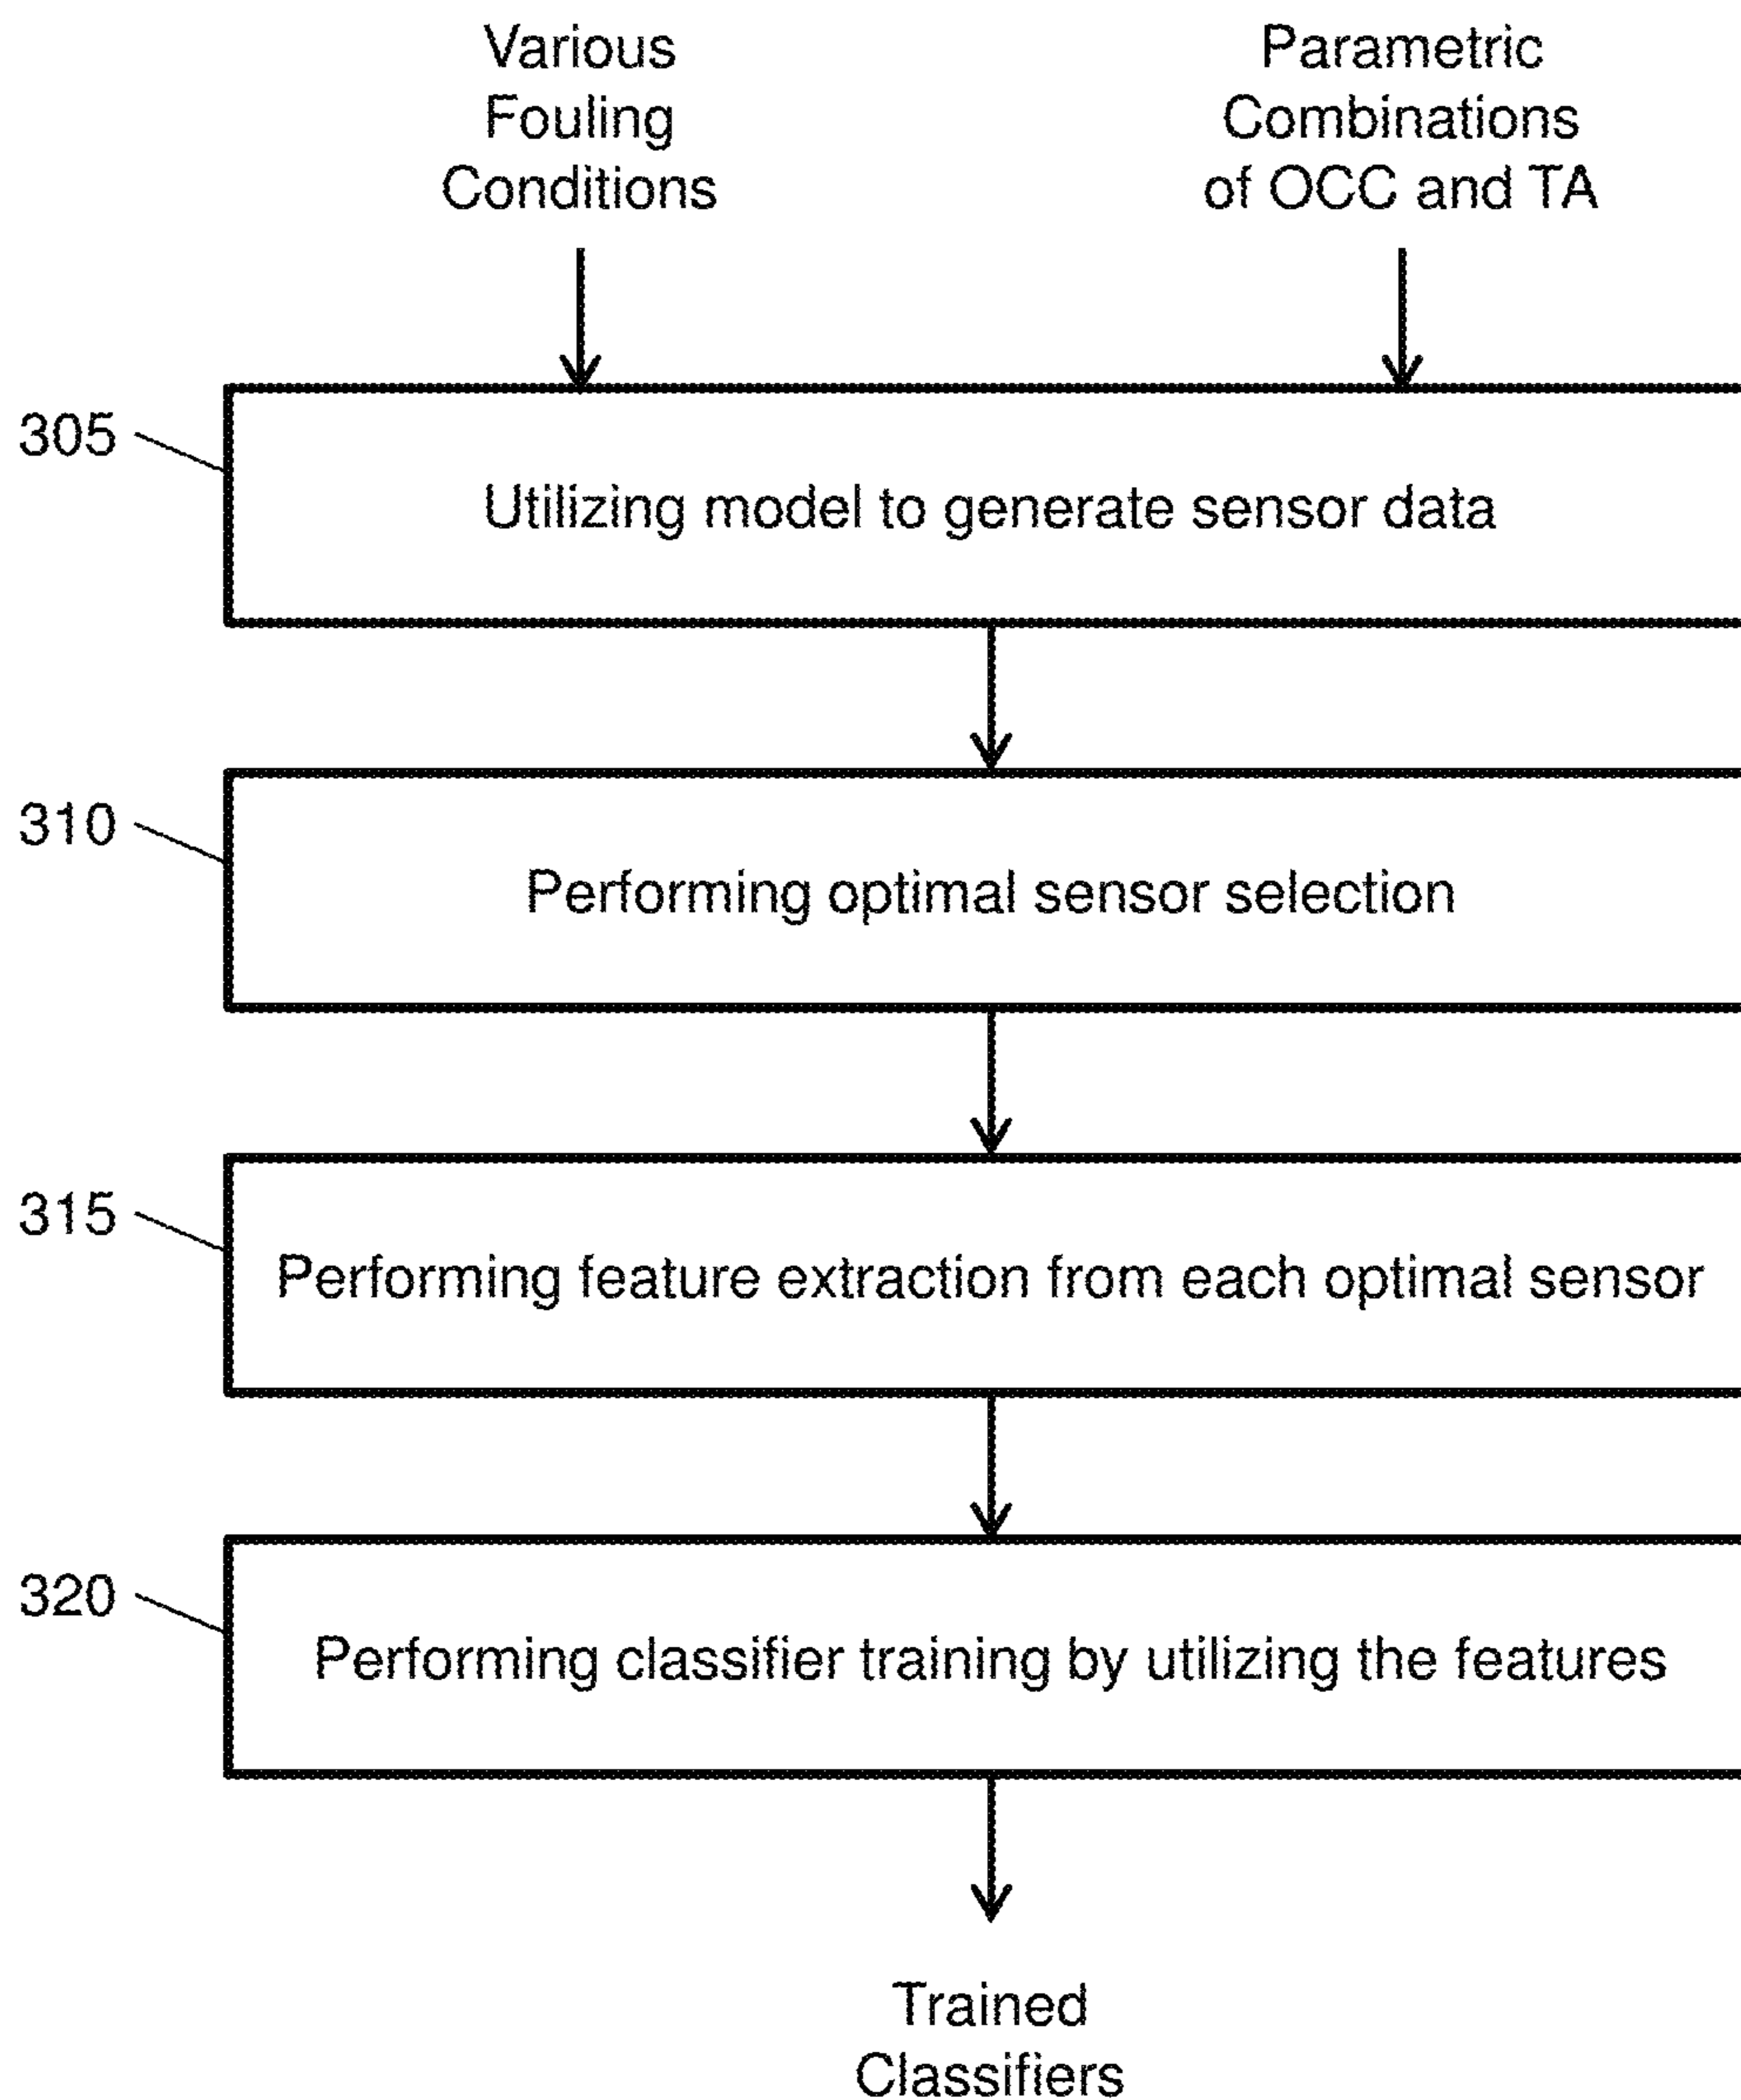 Various
Fouling
Conditions
Parametric
Combinations
of OCC and TA
305
Utilizing model to generate sensor data
310
Performing optimal sensor selection
315
Performing feature extraction from each optimal sensor
320
Performing classifier training by utilizing the features
Trained
Classifiers